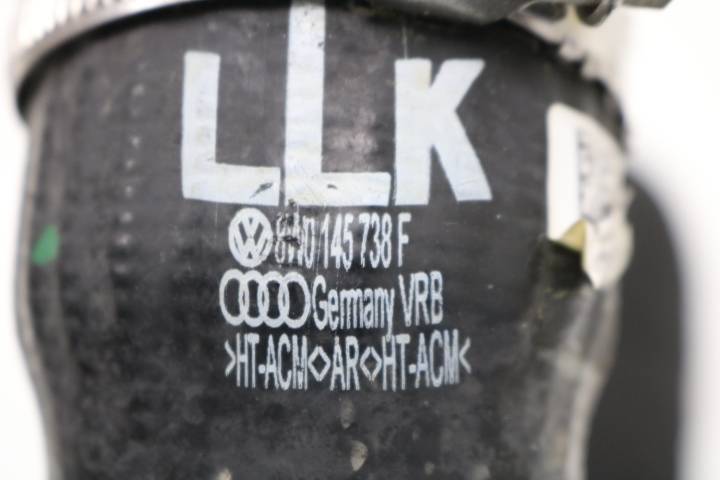 LLK
8W0 145 738 F
Germany VRB
>HT-ACM<>AR<>HT-ACM<